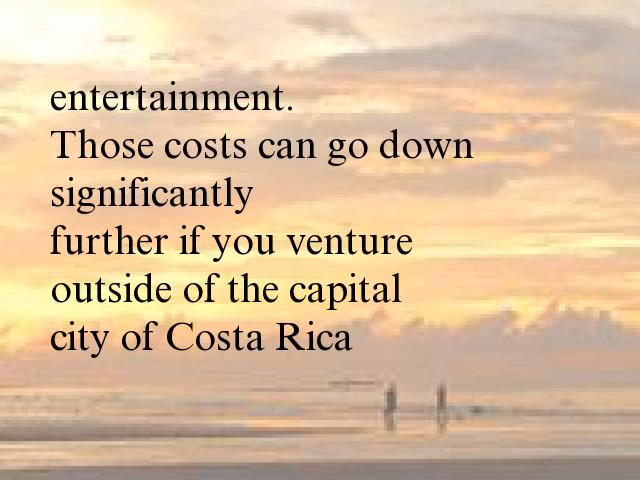 entertainment.
Those costs can go down
significantly
further if you venture
outside of the capital
city of Costa Rica